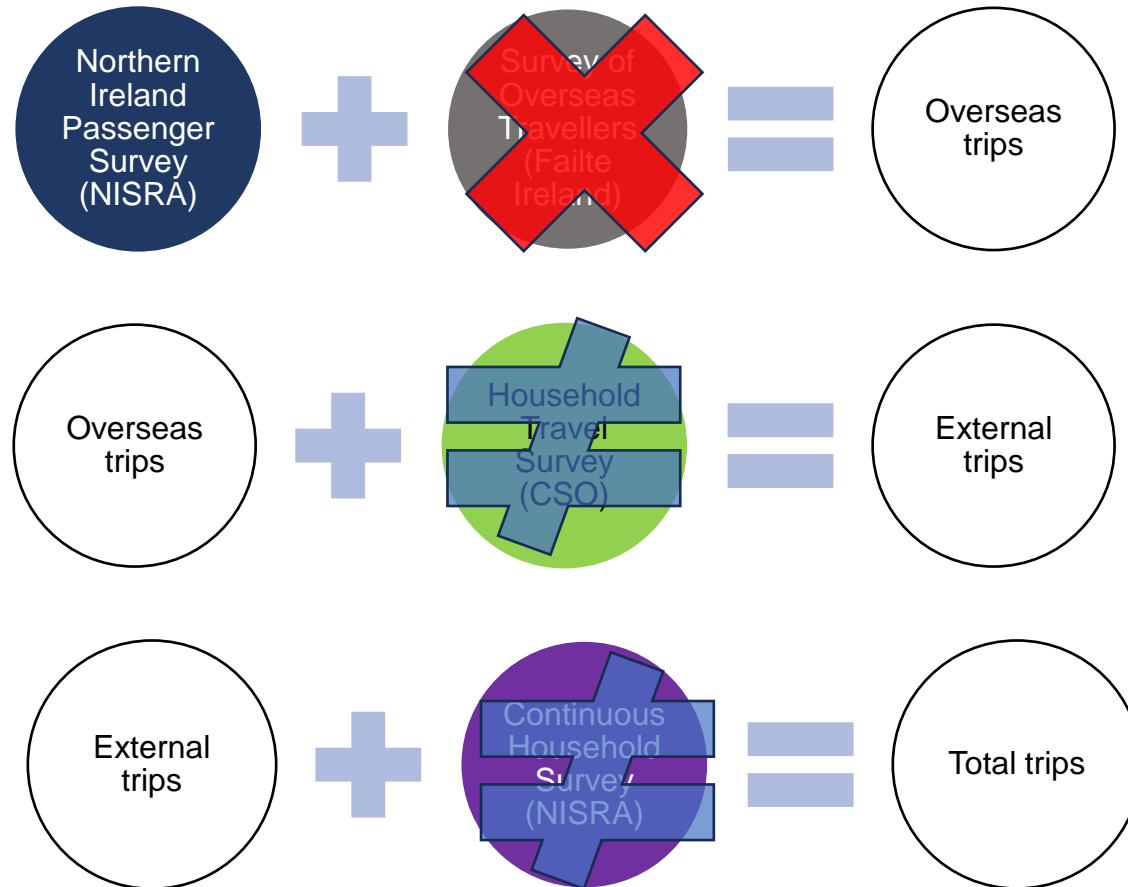 Northern
Ireland
Passenger
Survey
(NISRA)
Survey of
Overseas
Travellers
(Failte
Ireland)
Overseas
trips
Overseas
trips
Household
Travel
Survey
(CSO)
External
trips
External
trips
Continuous
Household
Survey
(NISRA)
Total trips